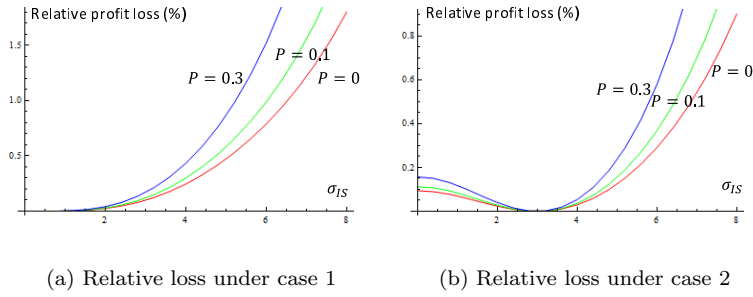 Relative profit loss (%)
1.5
1.0
0.5
P = 0.3
P = 0.1
P = 0
σ_IS
2
4
6
8
(a) Relative loss under case 1
Relative profit loss (%)
0.8
0.6
0.4
0.2
P = 0.3
P = 0.1
P = 0
σ_IS
2
4
6
8
(b) Relative loss under case 2